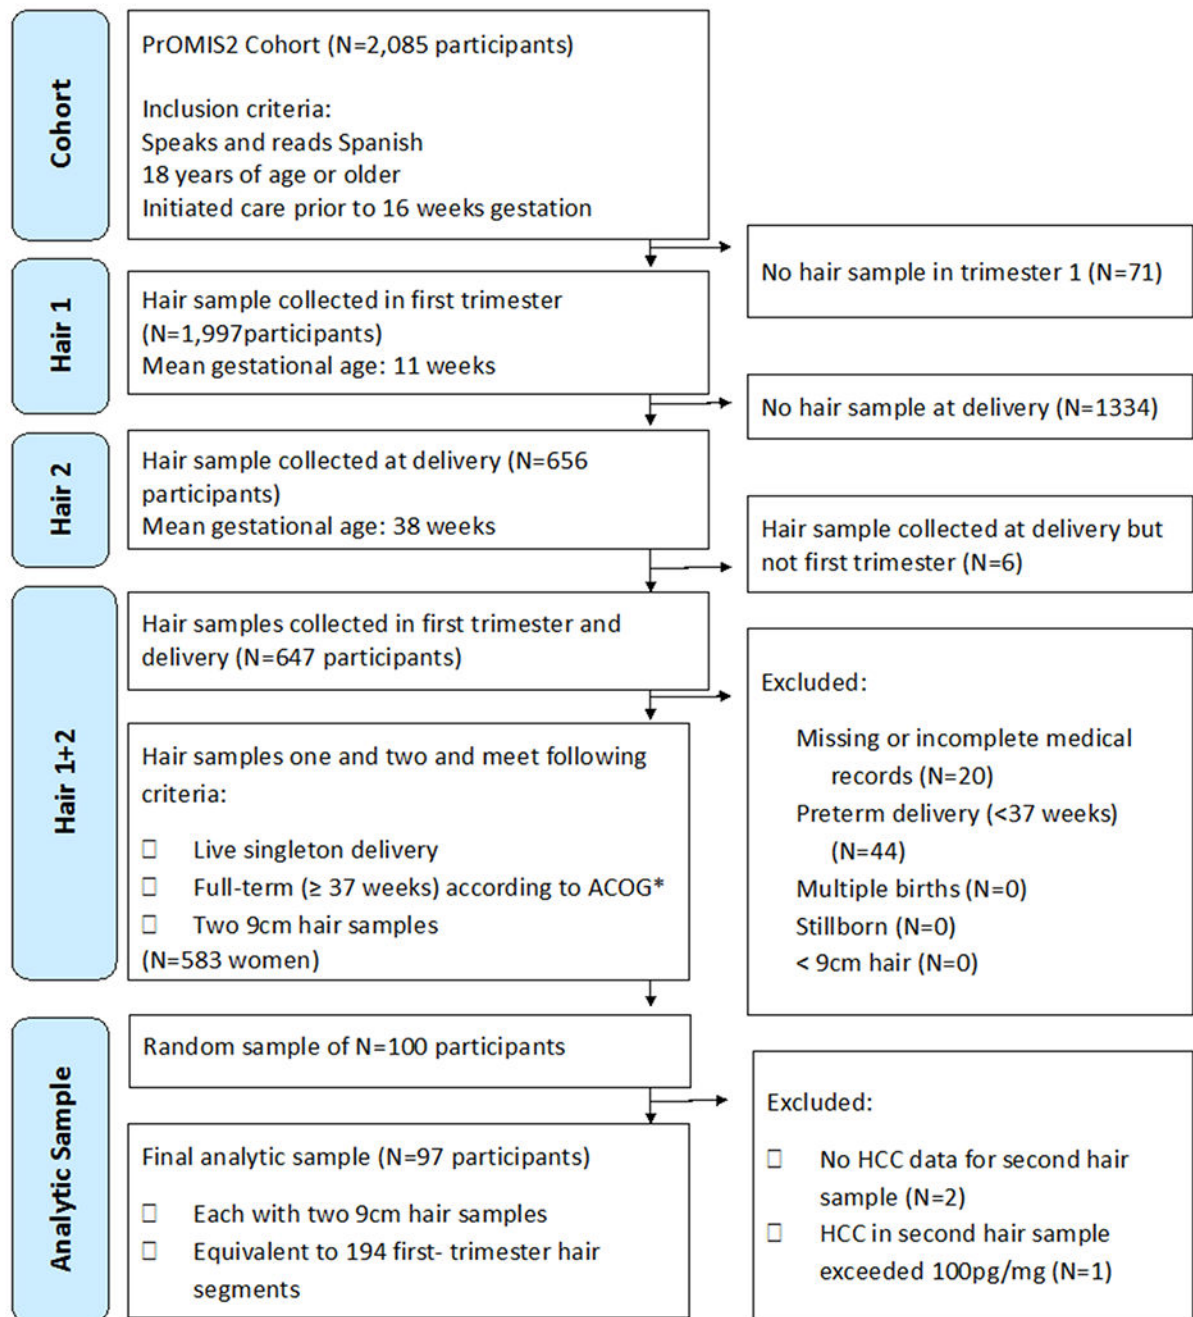 Cohort
PrOMIS2 Cohort (N=2,085 participants)
Inclusion criteria:
Speaks and reads Spanish
18 years of age or older
Initiated care prior to 16 weeks gestation
No hair sample in trimester 1 (N=71)
Hair 1
Hair sample collected in first trimester
(N=1,997participants)
Mean gestational age: 11 weeks
No hair sample at delivery (N=1334)
Hair 2
Hair sample collected at delivery (N=656
participants)
Mean gestational age: 38 weeks
Hair sample collected at delivery but
not first trimester (N=6)
Hair 1+2
Hair samples collected in first trimester and
delivery (N=647 participants)
Excluded:
Missing or incomplete medical
records (N=20)
Preterm delivery (<37 weeks)
(N=44)
Multiple births (N=0)
Stillborn (N=0)
< 9cm hair (N=0)
Hair samples one and two and meet following
criteria:
Live singleton delivery
Full-term (≥ 37 weeks) according to ACOG*
Two 9cm hair samples
(N=583 women)
Analytic Sample
Random sample of N=100 participants
Excluded:
No HCC data for second hair
sample (N=2)
HCC in second hair sample
exceeded 100pg/mg (N=1)
Final analytic sample (N=97 participants)
Each with two 9cm hair samples
Equivalent to 194 first- trimester hair
segments